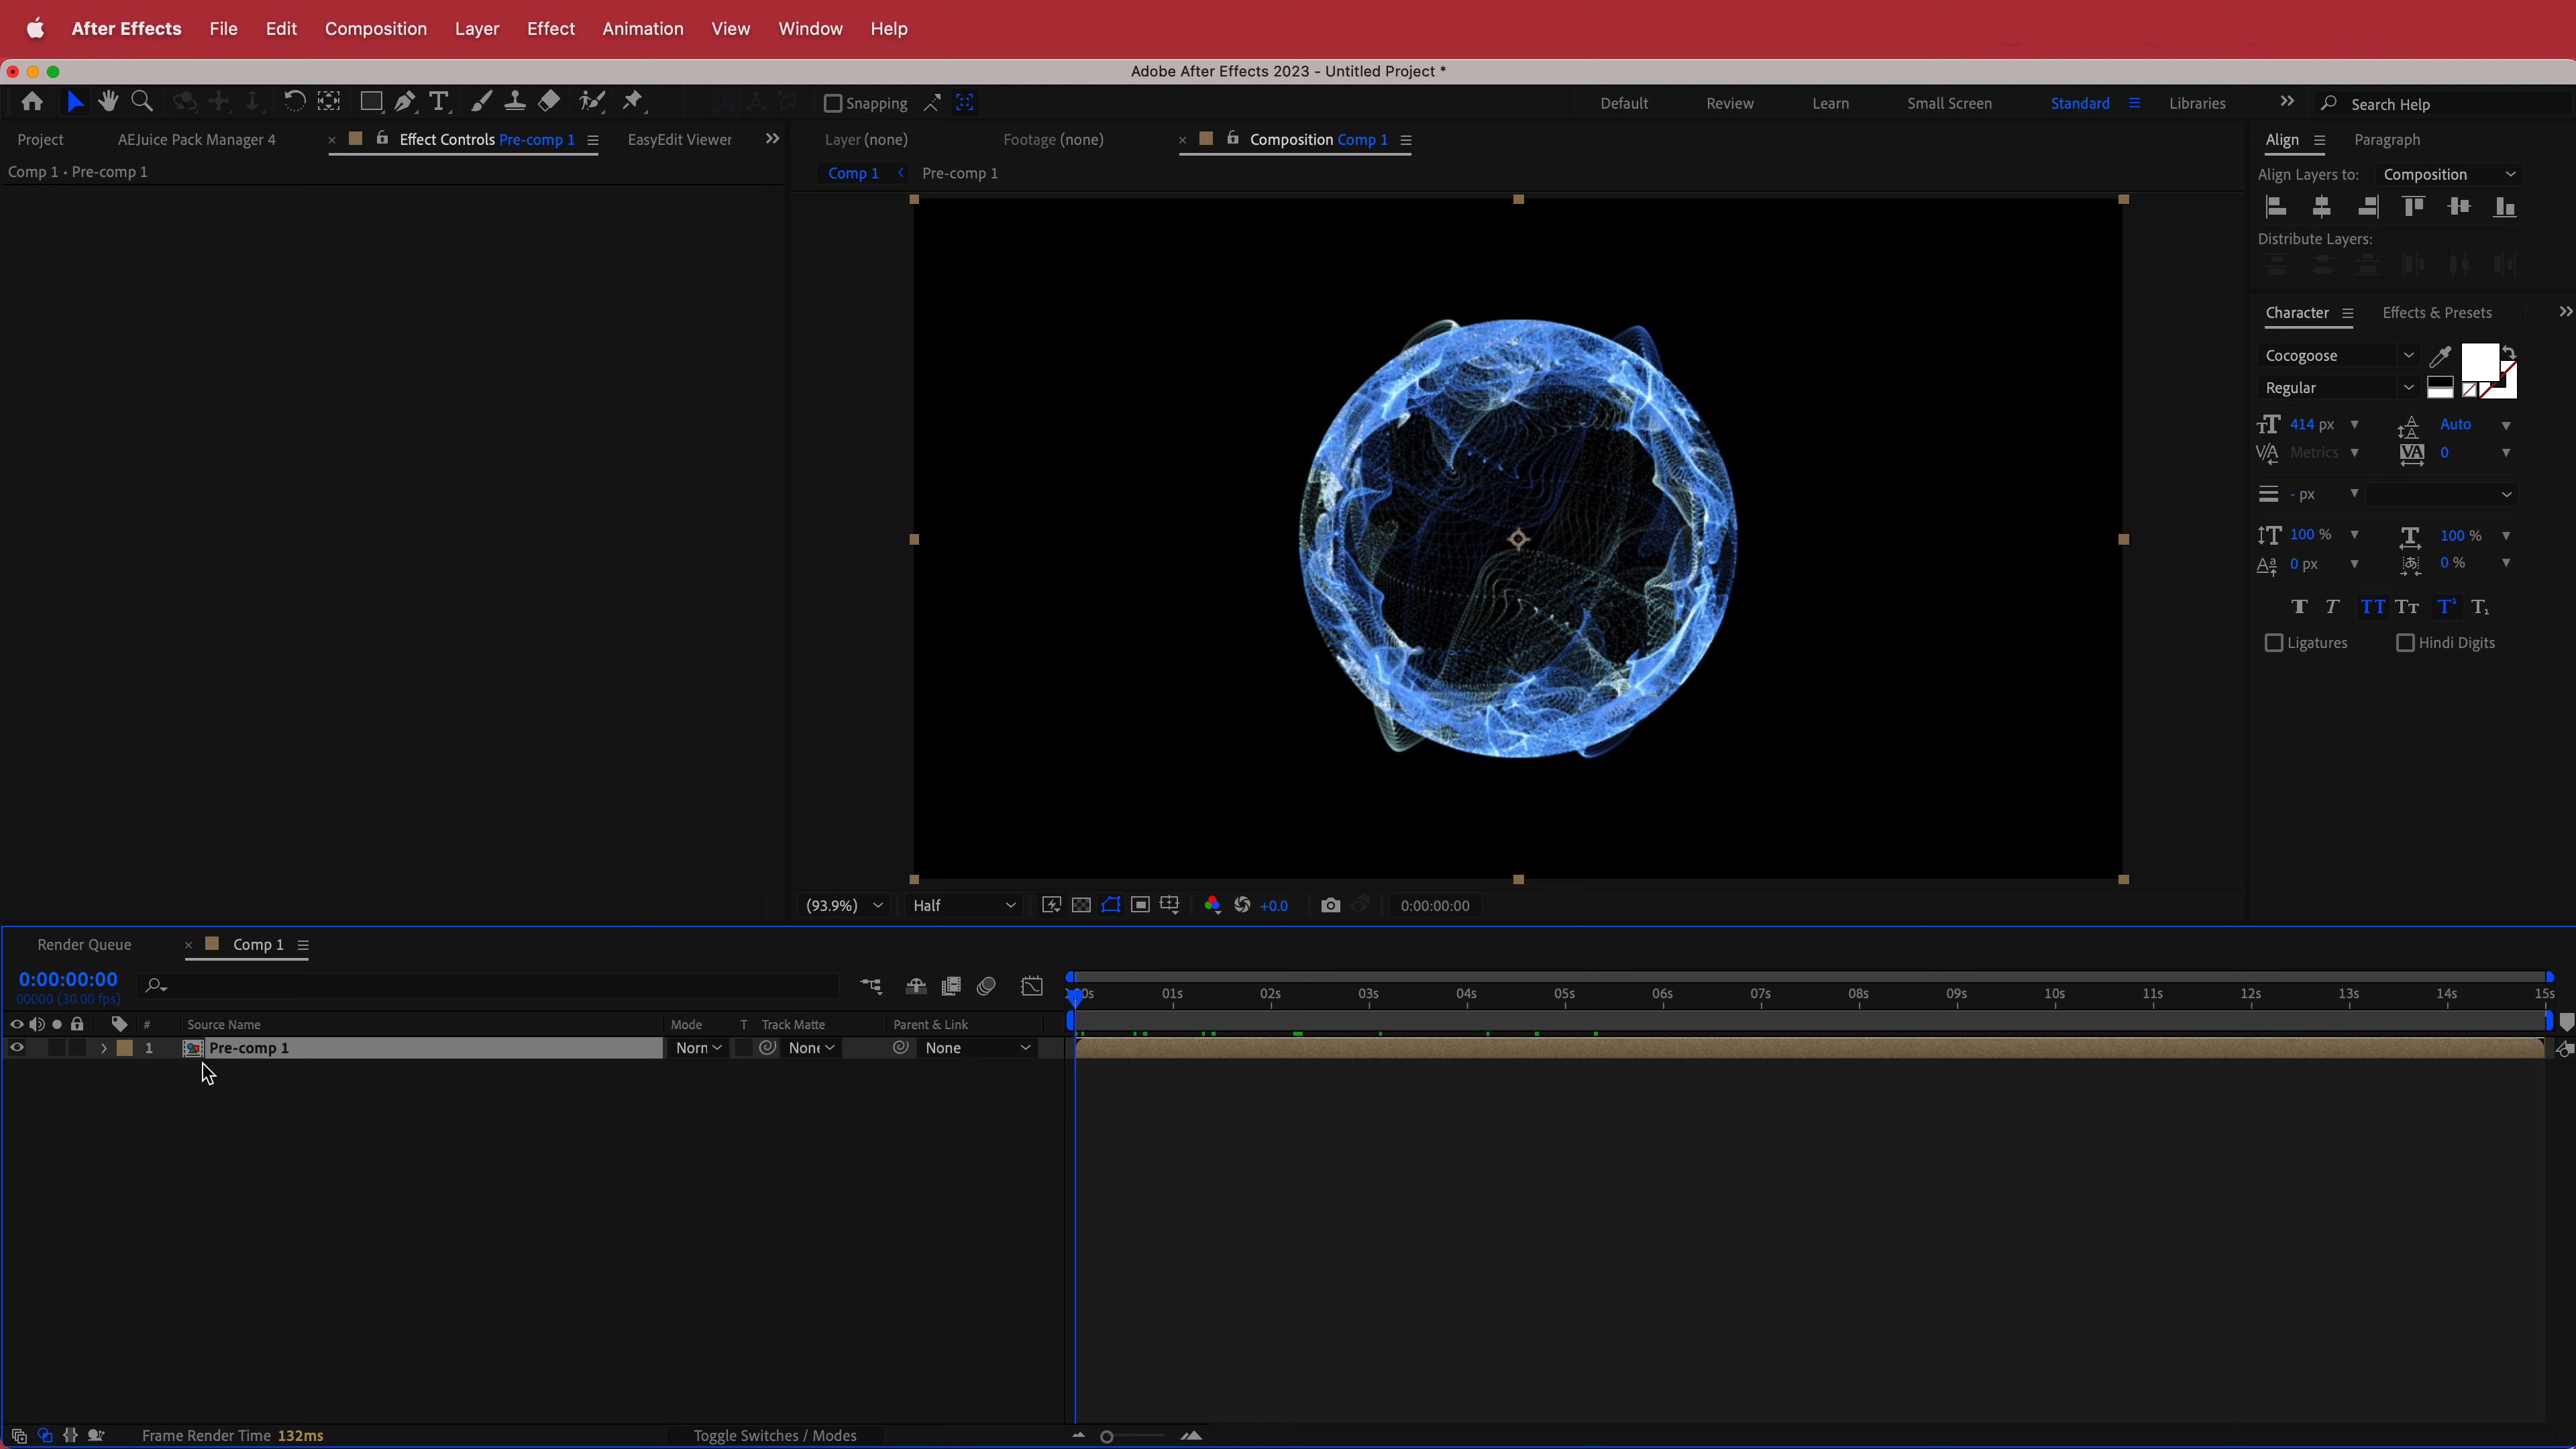 After Effects File Edit Composition Layer Effect Animation View Window Help
Adobe After Effects 2023 - Untitled Project *
Snapping Default Review Learn Small Screen Standard Libraries Search Help
Project AEJuice Pack Manager 4 × Effect Controls Pre-comp 1 EasyEdit Viewer
Layer (none) Footage (none) × Composition Comp 1
Align Paragraph
Comp 1 • Pre-comp 1
Comp 1 Pre-comp 1
Align Layers to: Composition
Distribute Layers:
Character Effects & Presets
Cocogoose
Regular
414 px Auto
Metrics 0
- px
100 % 100 %
0 px 0 %
T T TT Tt T¹ T₁
Ligatures Hindi Digits
(93.9%) Half +0.0 0:00:00:00
Render Queue × Comp 1
0:00:00:00
00000 (30.00 fps)
01s 02s 03s 04s 05s 06s 07s 08s 09s 10s 11s 12s 13s 14s 15s
# Source Name Mode T Track Matte Parent & Link
1 Pre-comp 1 None
Frame Render Time 132ms Toggle Switches / Modes